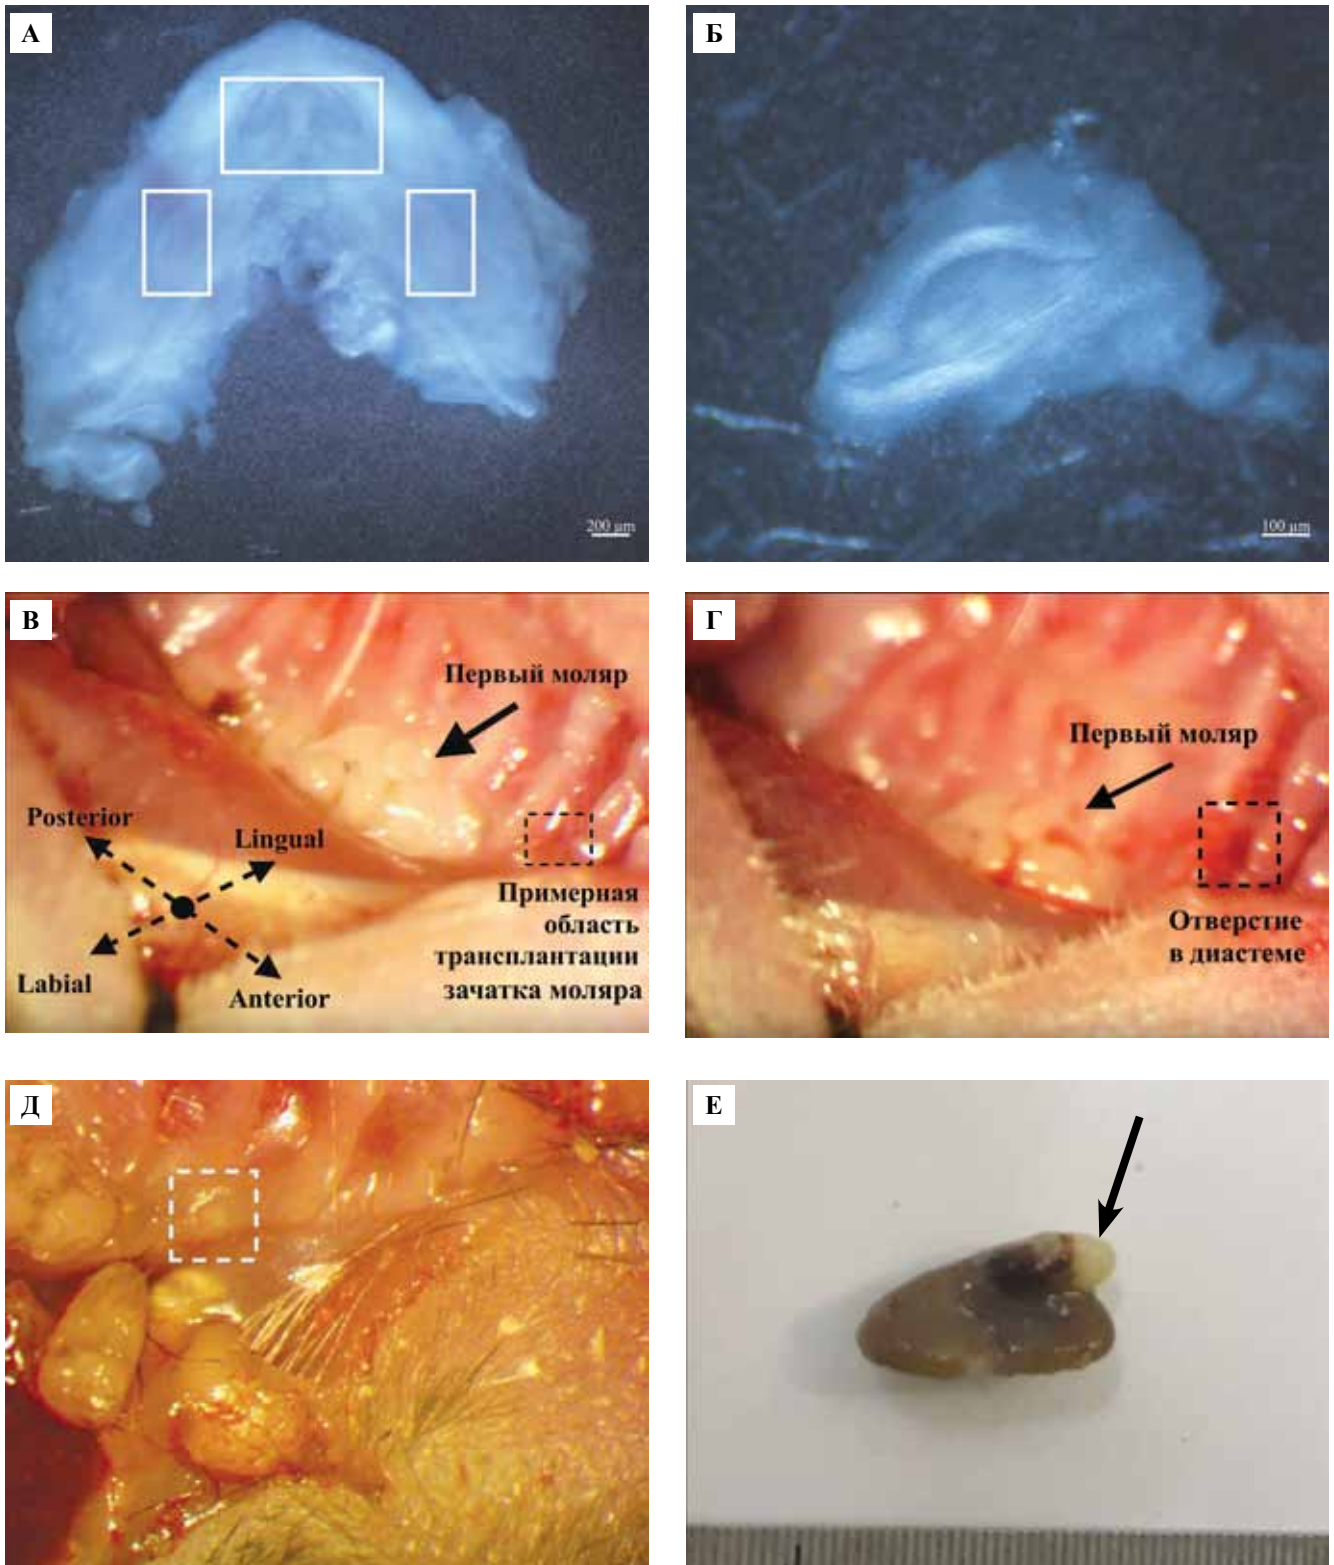 А
Б
200 µm
100 µm
В
Первый моляр
Posterior
Lingual
Labial
Anterior
Примерная
область
трансплантации
зачатка моляра
Г
Первый моляр
Отверстие
в диастеме
Д
Е